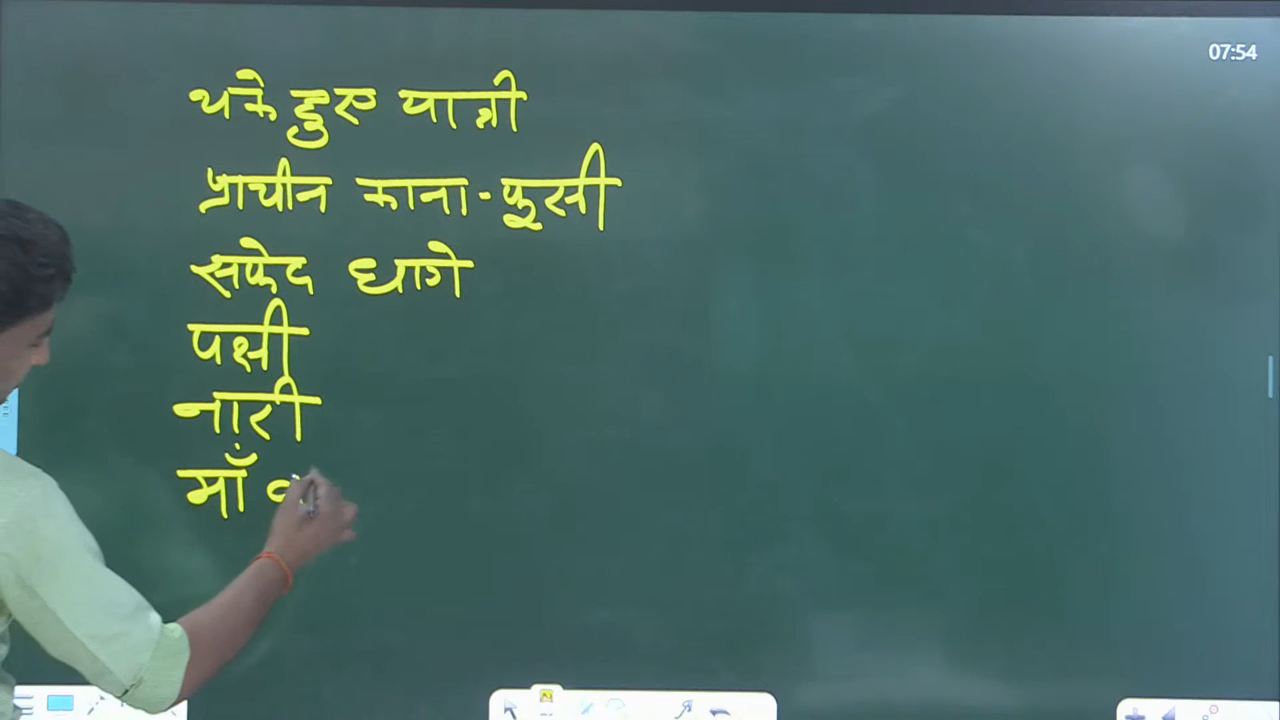 07:54
थके हुए यात्री
प्राचीन काना-फूसी
सफेद धागे
पक्षी
नारी
माँ